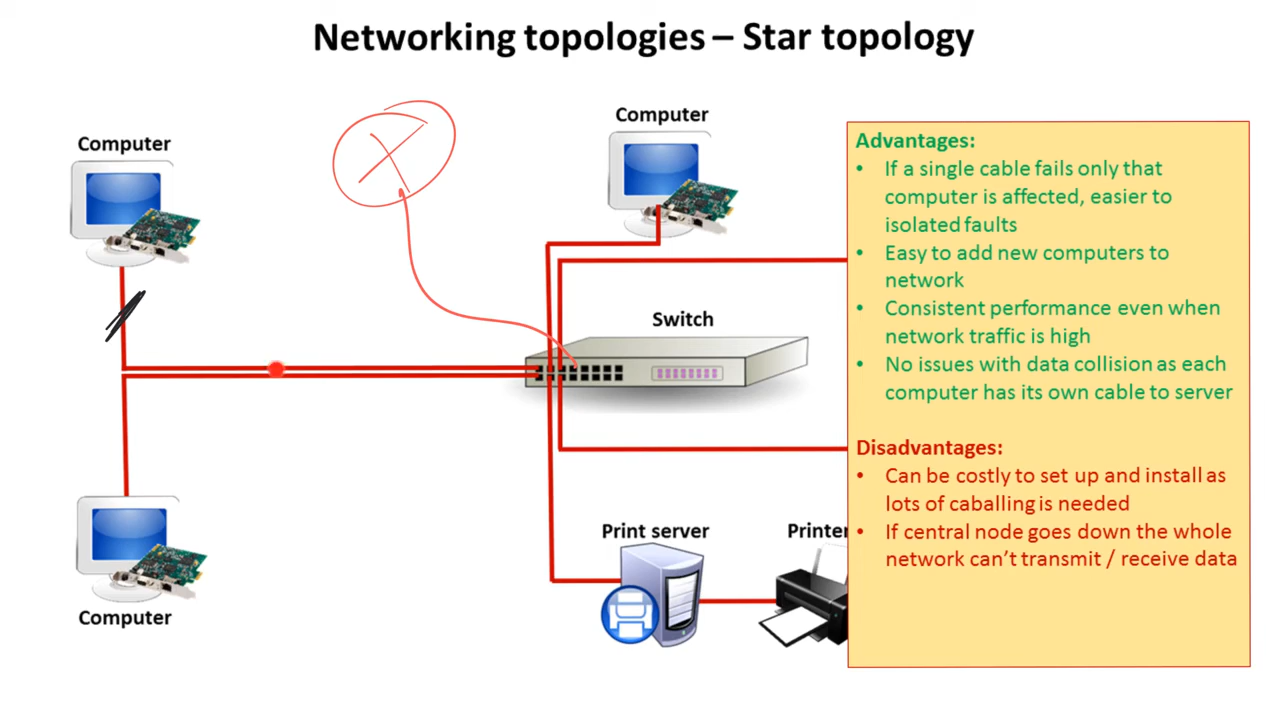 Networking topologies – Star topology
Computer
Computer
Switch
Print server
Printer
Computer
Advantages:
• If a single cable fails only that
computer is affected, easier to
isolated faults
• Easy to add new computers to
network
• Consistent performance even when
network traffic is high
• No issues with data collision as each
computer has its own cable to server
Disadvantages:
• Can be costly to set up and install as
lots of caballing is needed
• If central node goes down the whole
network can’t transmit / receive data